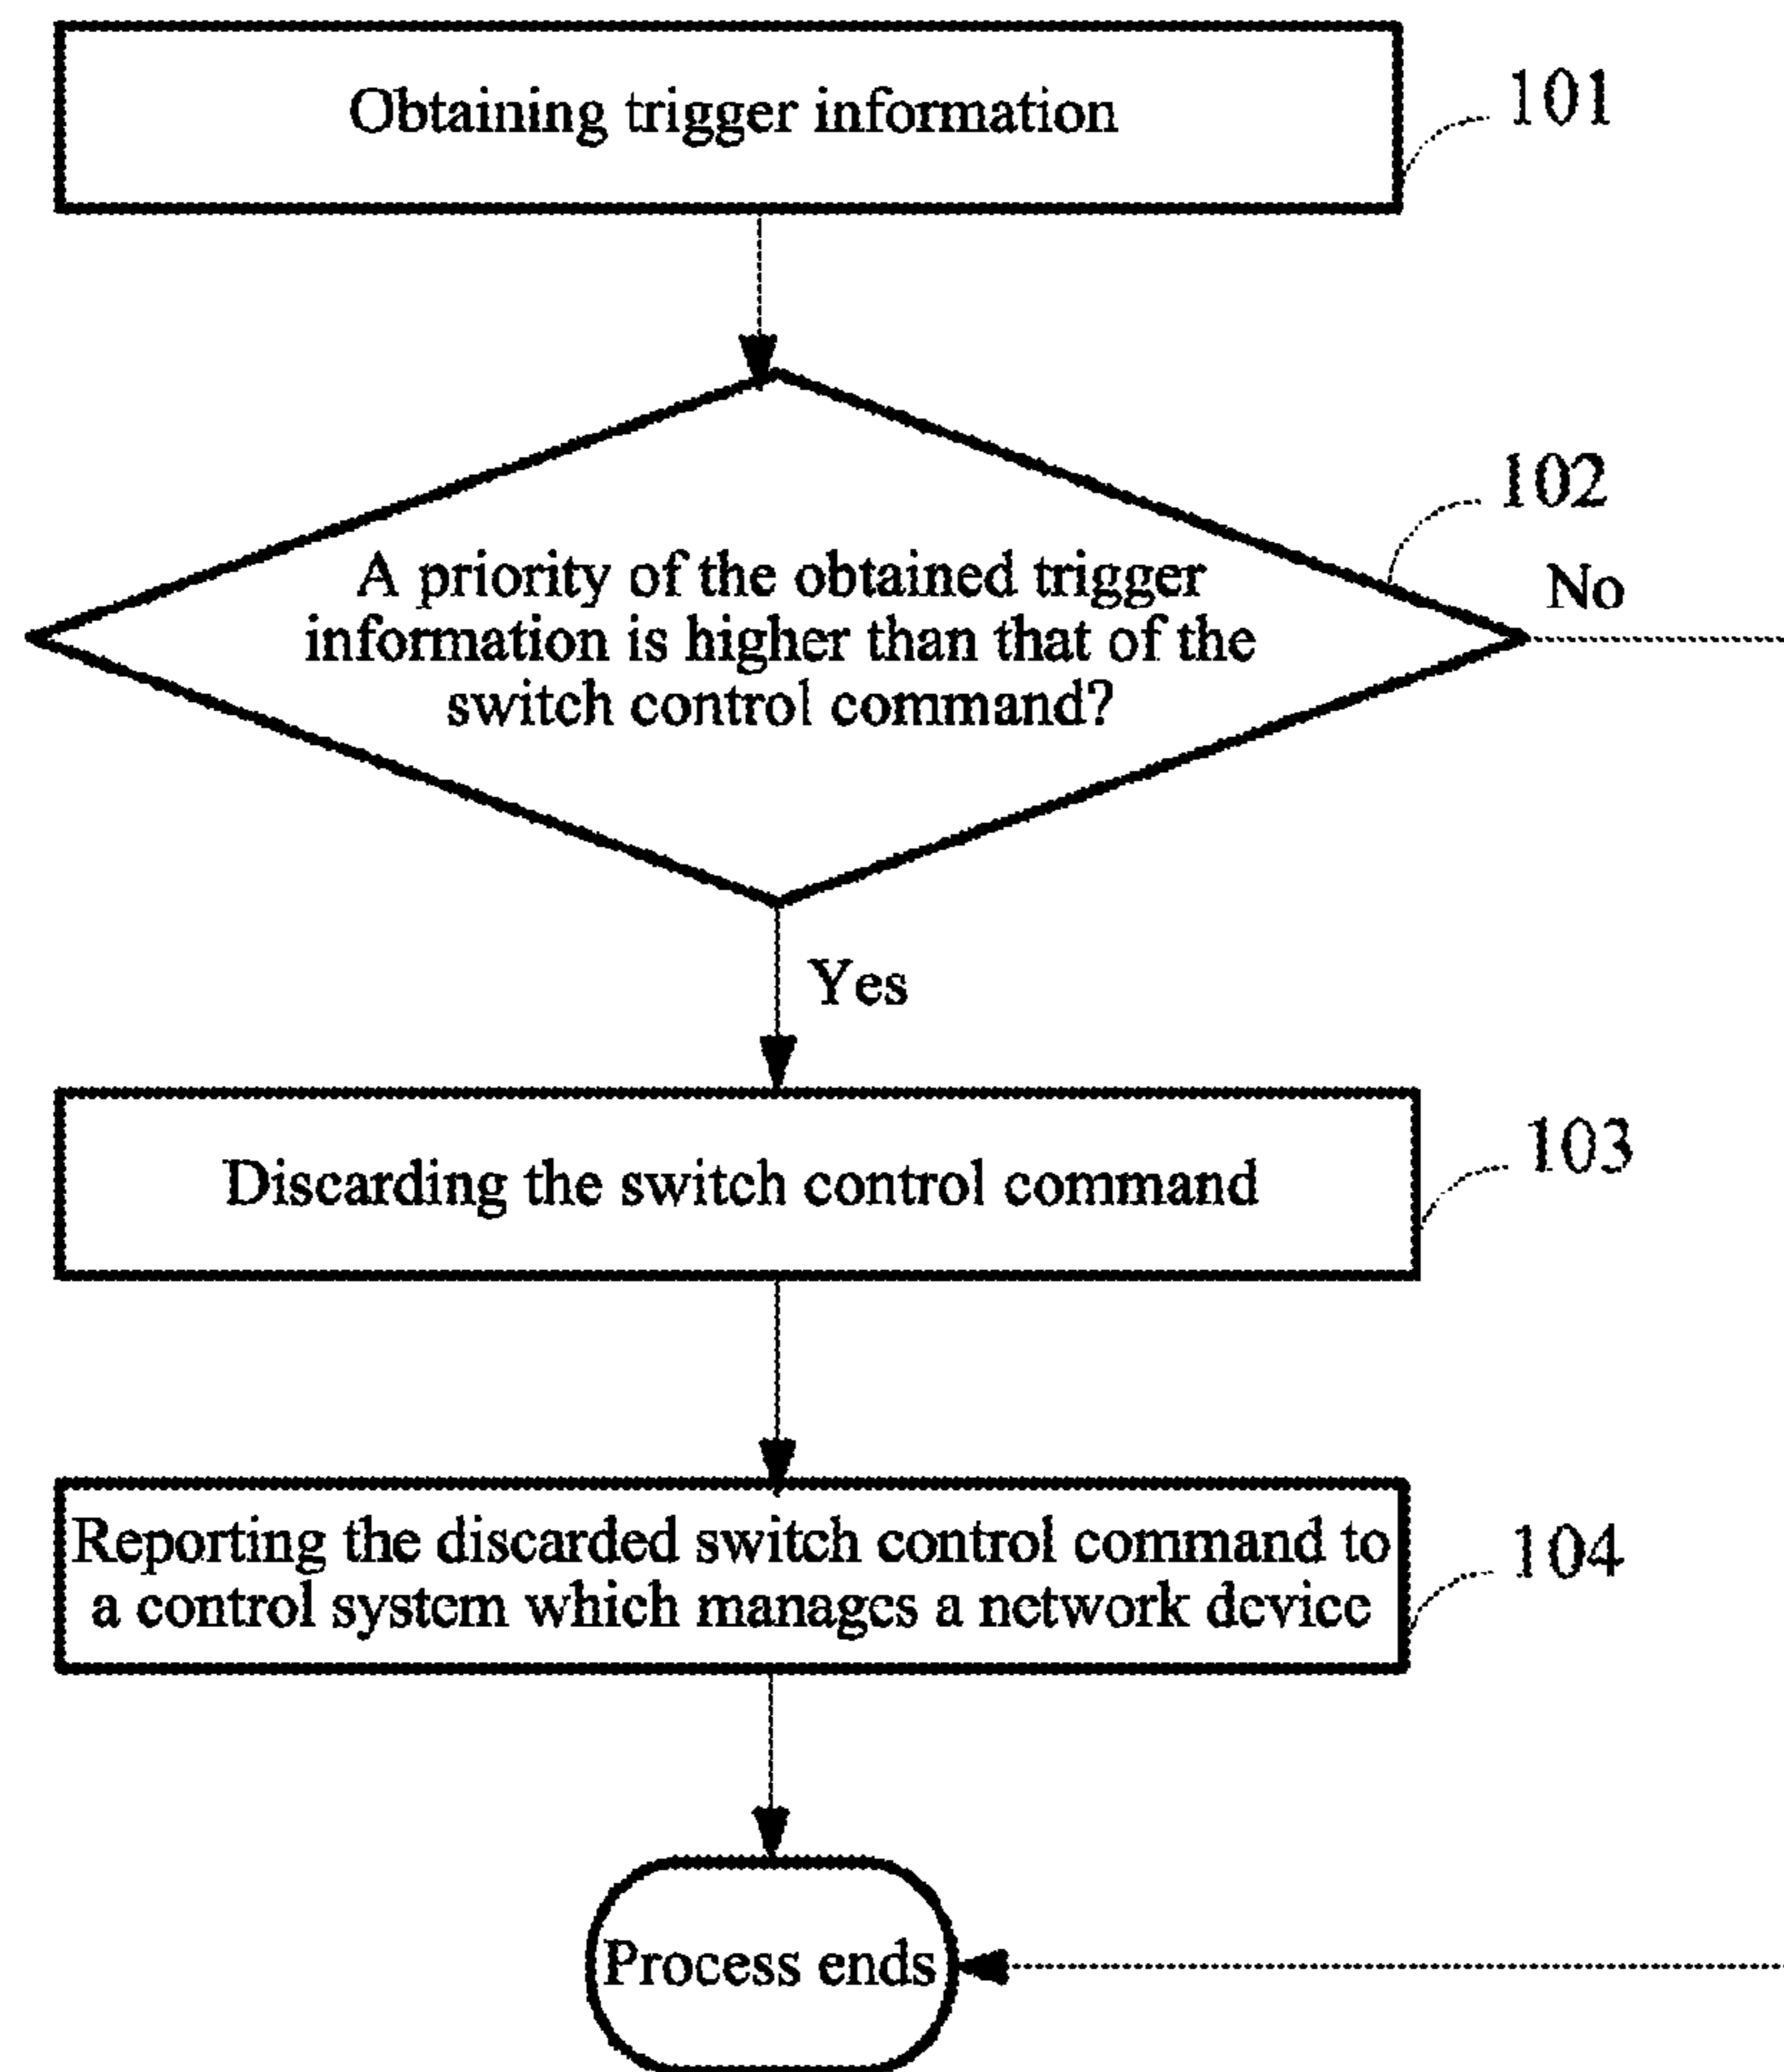 Obtaining trigger information
101
102
No
A priority of the obtained trigger
information is higher than that of the
switch control command?
Yes
Discarding the switch control command
103
Reporting the discarded switch control command to
a control system which manages a network device
104
Process ends